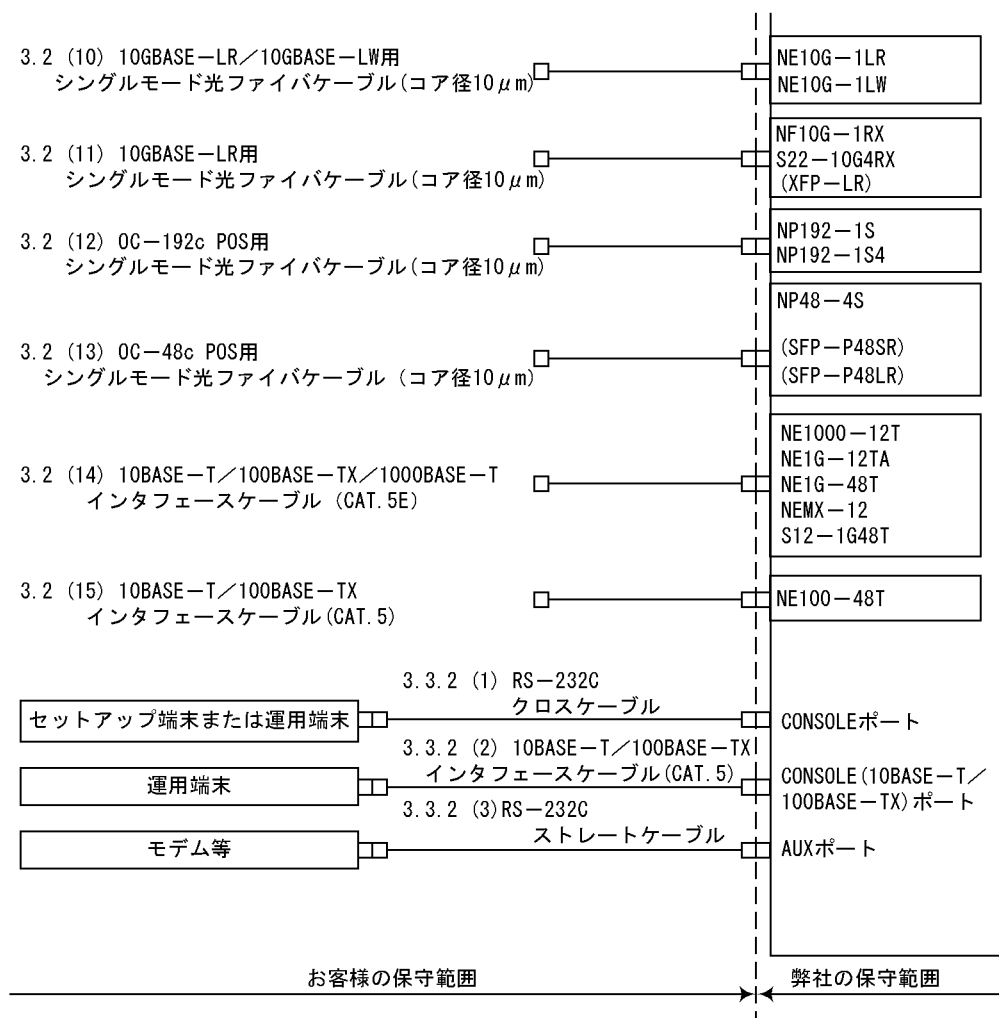 3.2 (10) 10GBASE－LR／10GBASE－LW用
シングルモード光ファイバケーブル(コア径10μm)
NE10G－1LR
NE10G－1LW
3.2 (11) 10GBASE－LR用
シングルモード光ファイバケーブル(コア径10μm)
NF10G－1RX
S22－10G4RX
(XFP－LR)
3.2 (12) OC－192c POS用
シングルモード光ファイバケーブル(コア径10μm)
NP192－1S
NP192－1S4
3.2 (13) OC－48c POS用
シングルモード光ファイバケーブル (コア径10μm)
NP48－4S
(SFP－P48SR)
(SFP－P48LR)
3.2 (14) 10BASE－T／100BASE－TX／1000BASE－T
インタフェースケーブル (CAT.5E)
NE1000－12T
NE1G－12TA
NE1G－48T
NEMX－12
S12－1G48T
3.2 (15) 10BASE－T／100BASE－TX
インタフェースケーブル(CAT.5)
NE100－48T
3.3.2 (1) RS－232C
クロスケーブル
セットアップ端末または運用端末
CONSOLEポート
3.3.2 (2) 10BASE－T／100BASE－TX
インタフェースケーブル(CAT.5)
運用端末
CONSOLE(10BASE－T／
100BASE－TX)ポート
3.3.2 (3)RS－232C
ストレートケーブル
モデム等
AUXポート
お客様の保守範囲
弊社の保守範囲